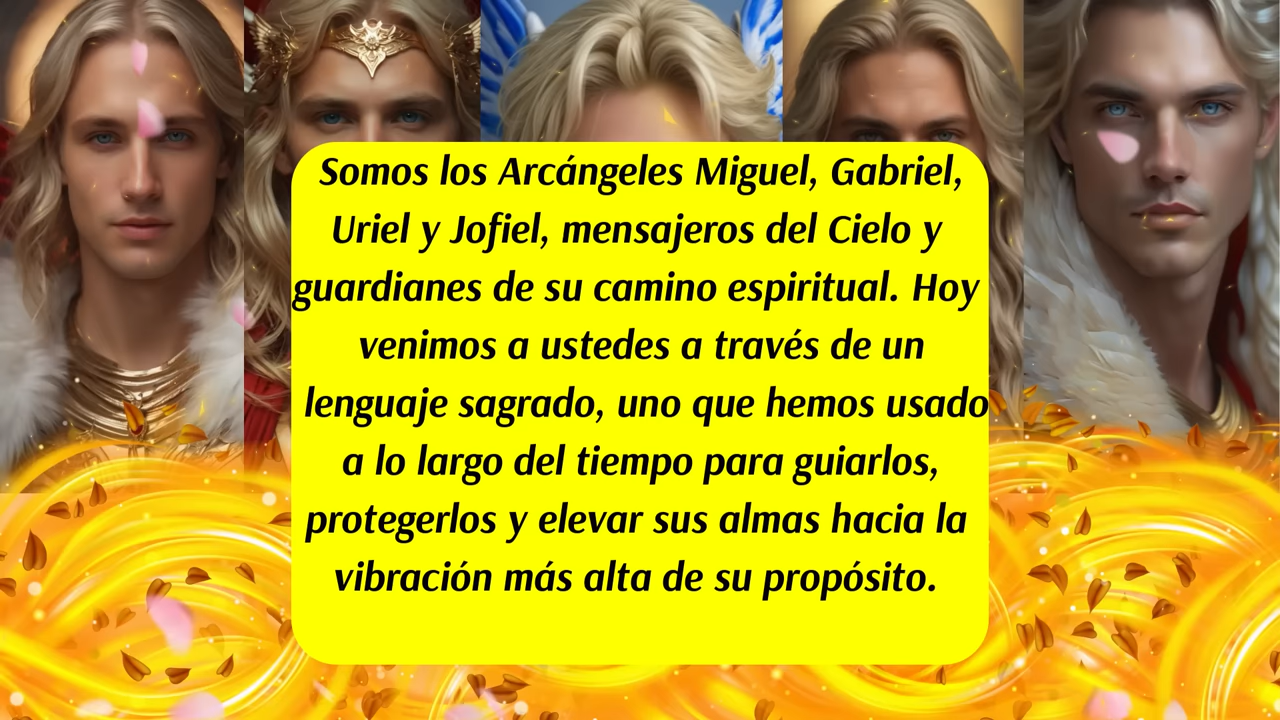 Somos los Arcángeles Miguel, Gabriel,
Uriel y Jofiel, mensajeros del Cielo y
guardianes de su camino espiritual. Hoy
venimos a ustedes a través de un
lenguaje sagrado, uno que hemos usado
a lo largo del tiempo para guiarlos,
protegerlos y elevar sus almas hacia la
vibración más alta de su propósito.